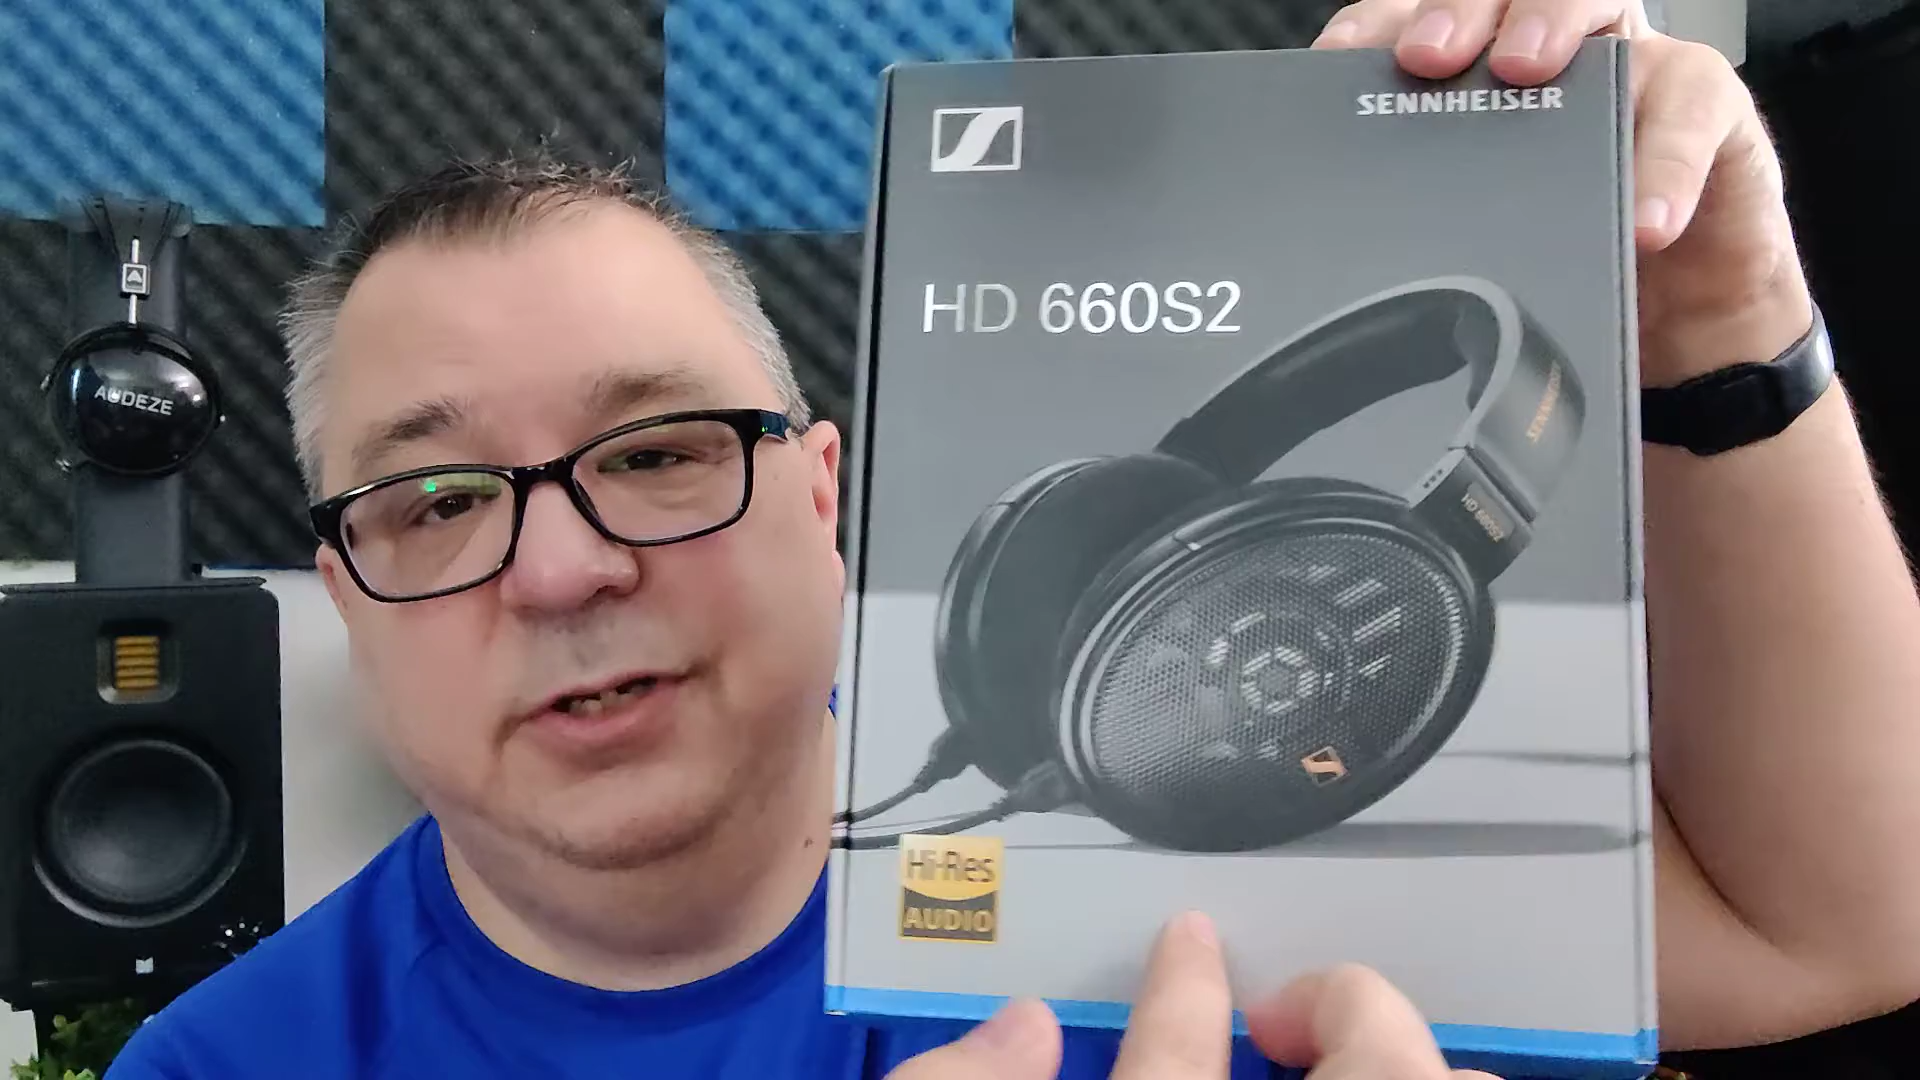 SENNHEISER
HD 660S2
AUDEZE
SENNHEISER
HD 660S2
Hi-Res
AUDIO